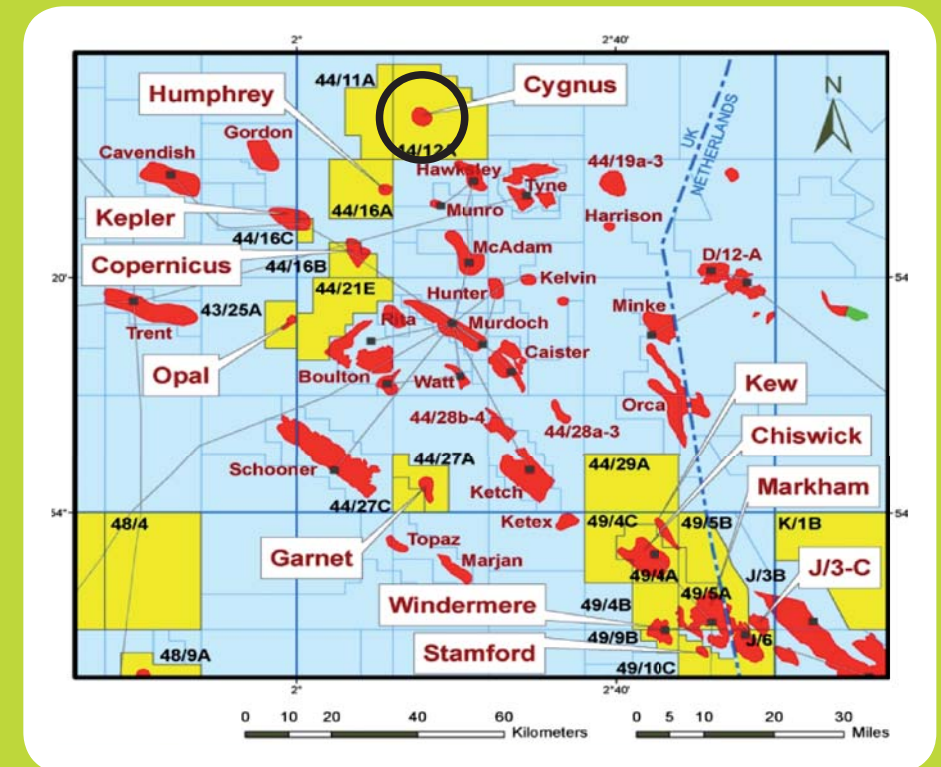 2°
2°40'
44/11A
Cygnus
N
Humphrey
UK
NETHERLANDS
Gordon
44/12A
Cavendish
Hawksley
44/19a-3
Tyne
Kepler
44/16A
Munro
Harrison
44/16C
McAdam
D/12-A
Copernicus
44/16B
Kelvin
20'
54
44/21E
Hunter
Minke
43/25A
Rita
Murdoch
Trent
Caister
Opal
Boulton
Watt
Kew
Orca
44/28b-4
44/28a-3
Chiswick
Schooner
44/27A
44/29A
Markham
Ketch
44/27C
54°
54
48/4
Ketex
49/4C
49/5B
K/1B
Garnet
Topaz
J/3-C
Marjan
49/4A
J/3B
49/5A
Windermere
49/4B
49/9B
J/6
Stamford
48/9A
49/10C
2°
2°40'
0 10 20 40 60
Kilometers
0 5 10 20 30
Miles